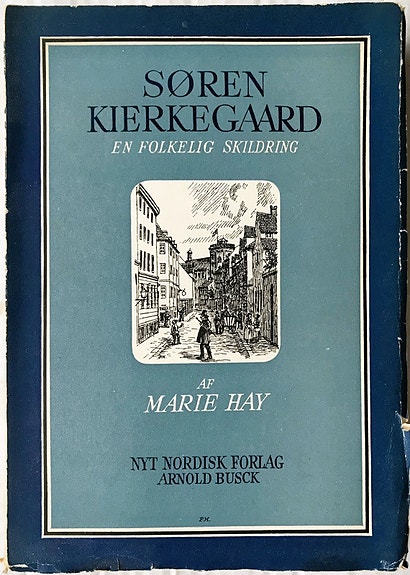 SØREN
KIERKEGAARD
EN FOLKELIG SKILDRING
AF
MARIE HAY
NYT NORDISK FORLAG
ARNOLD BUSCK
P.H.